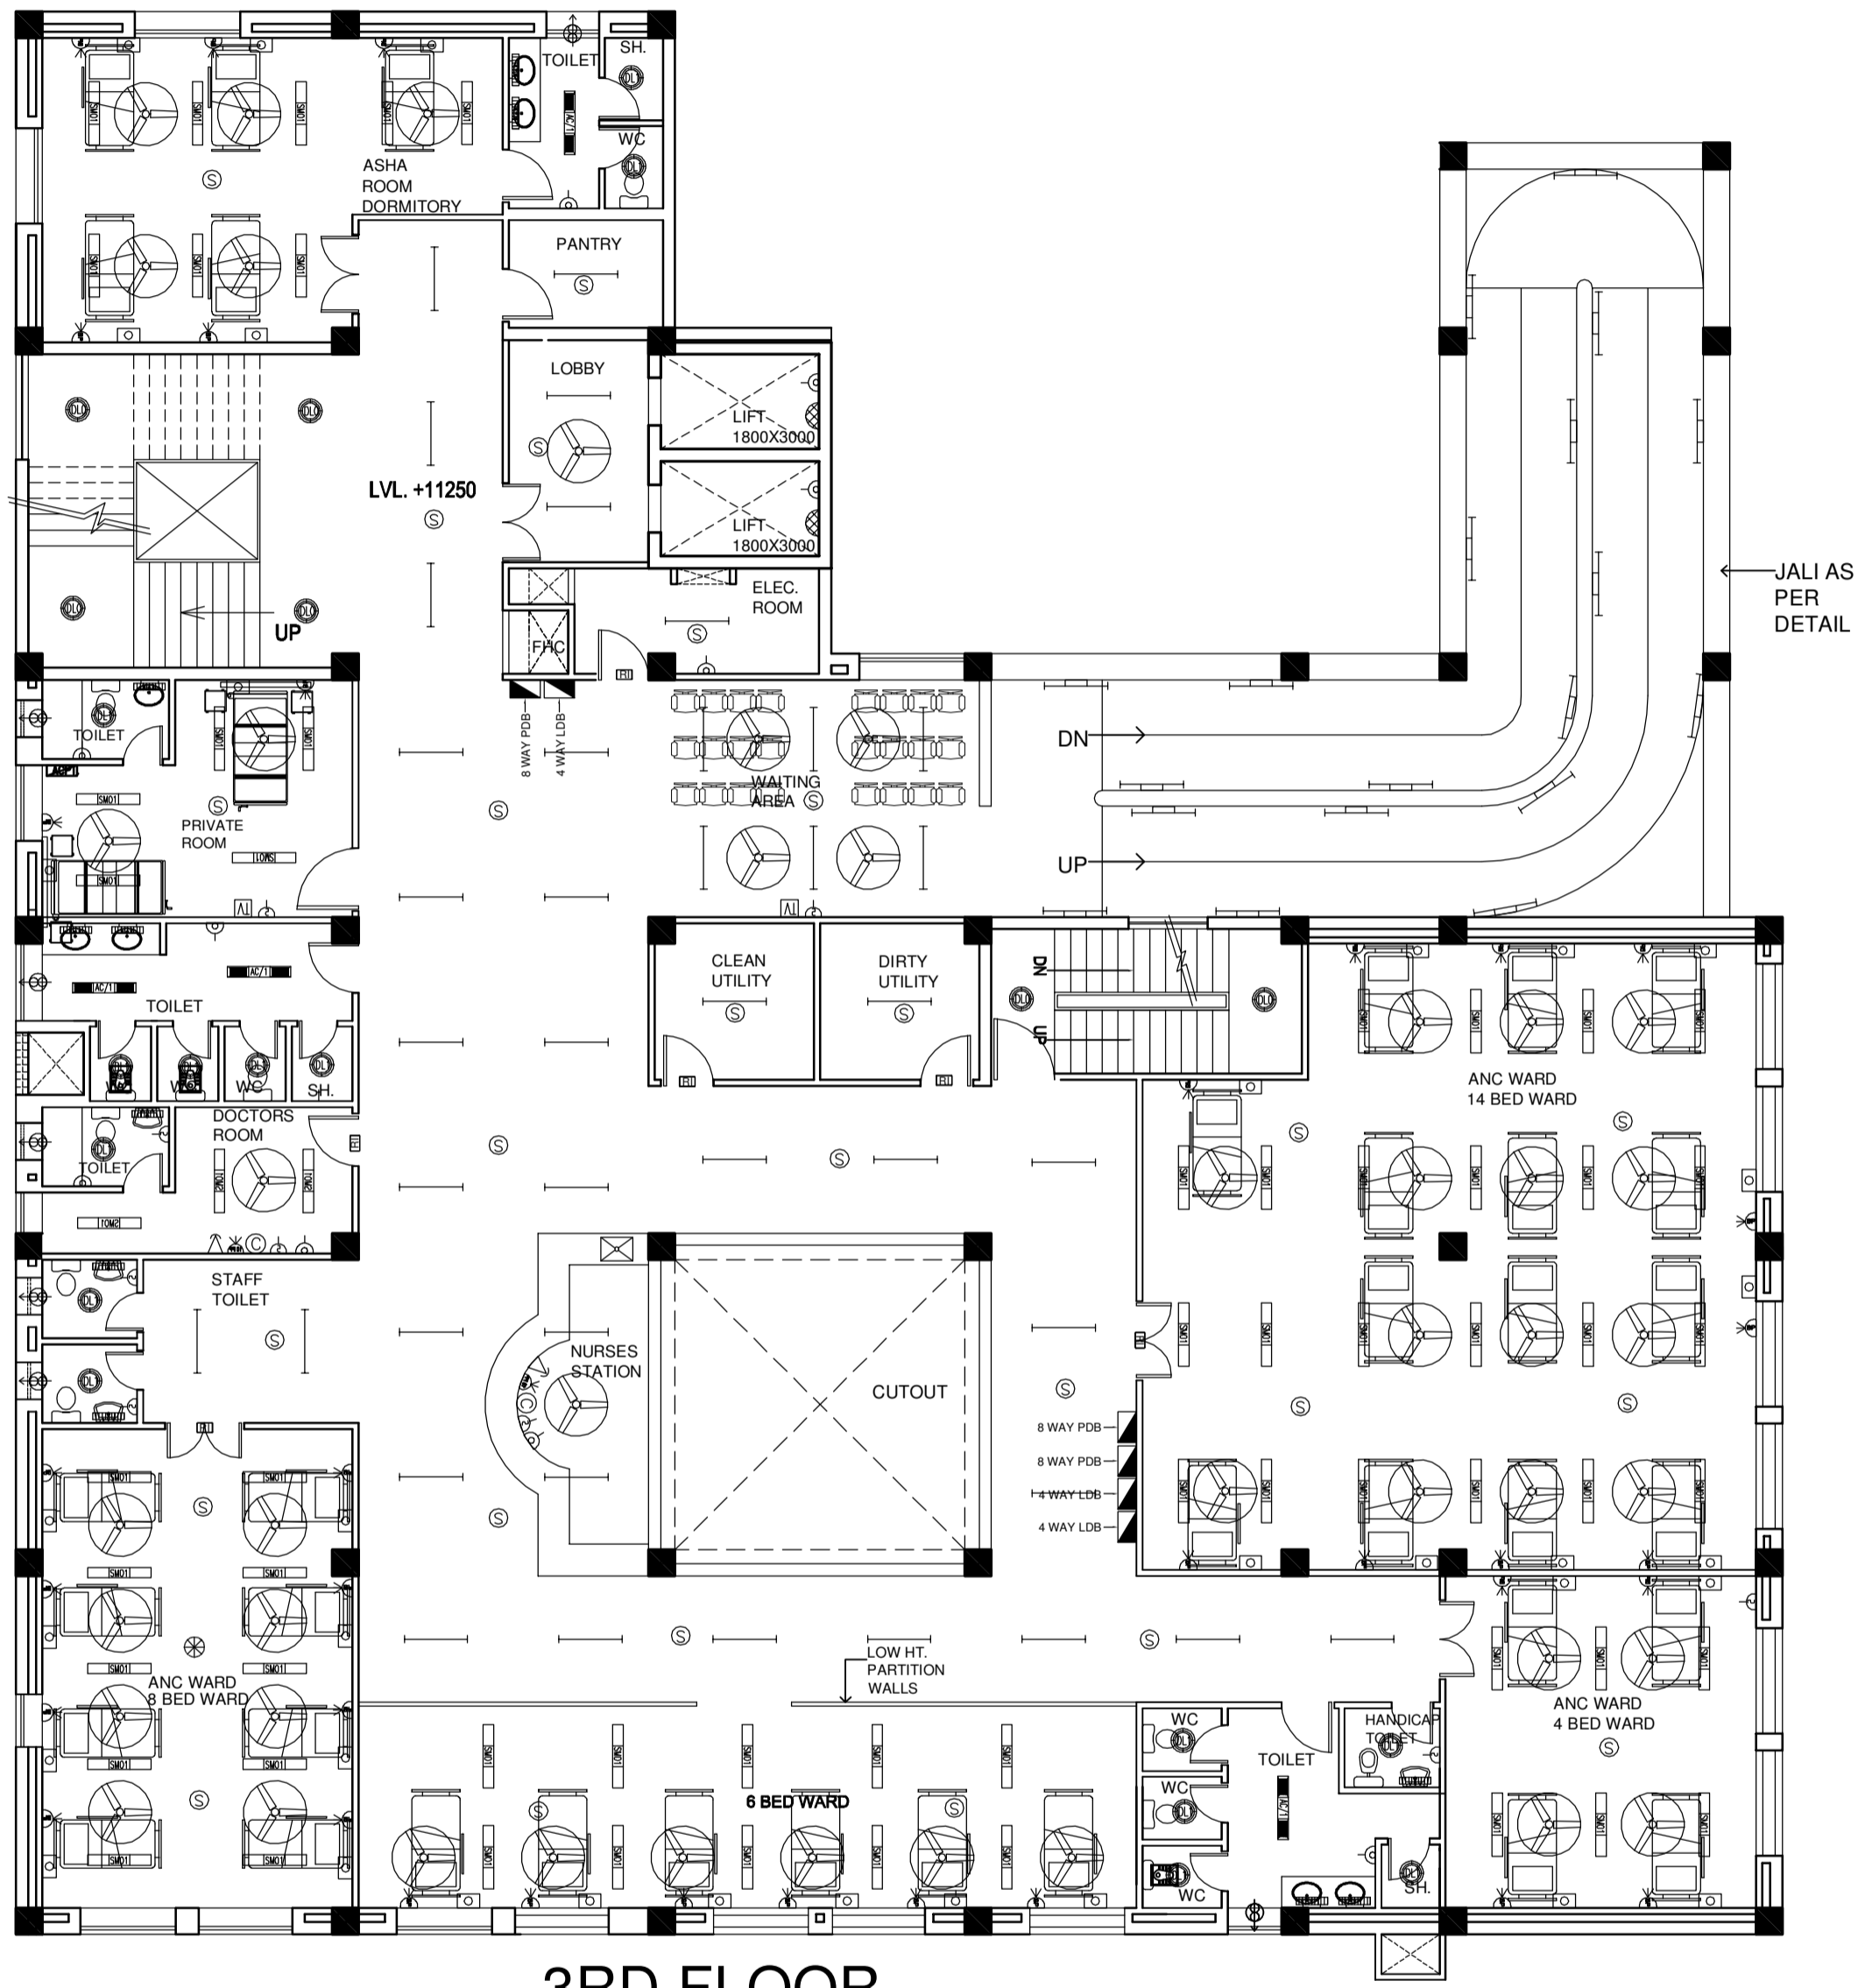 TOILET
SH.
WC
ASHA
ROOM
DORMITORY
PANTRY
LOBBY
LIFT
1800X3000
LIFT
1800X3000
LVL. +11250
ELEC.
ROOM
FHC
UP
8 WAY PDB
4 WAY LDB
JALI AS
PER
DETAIL
TOILET
PRIVATE
ROOM
WAITING
AREA
DN
UP
CLEAN
UTILITY
DIRTY
UTILITY
DN
UP
TOILET
WC
WC
WC
SH.
DOCTORS
ROOM
TOILET
ANC WARD
14 BED WARD
STAFF
TOILET
NURSES
STATION
CUTOUT
8 WAY PDB
8 WAY PDB
4 WAY LDB
4 WAY LDB
ANC WARD
8 BED WARD
LOW HT.
PARTITION
WALLS
6 BED WARD
WC
WC
WC
TOILET
HANDICAP
TOILET
SH.
ANC WARD
4 BED WARD
3RD FLOOR